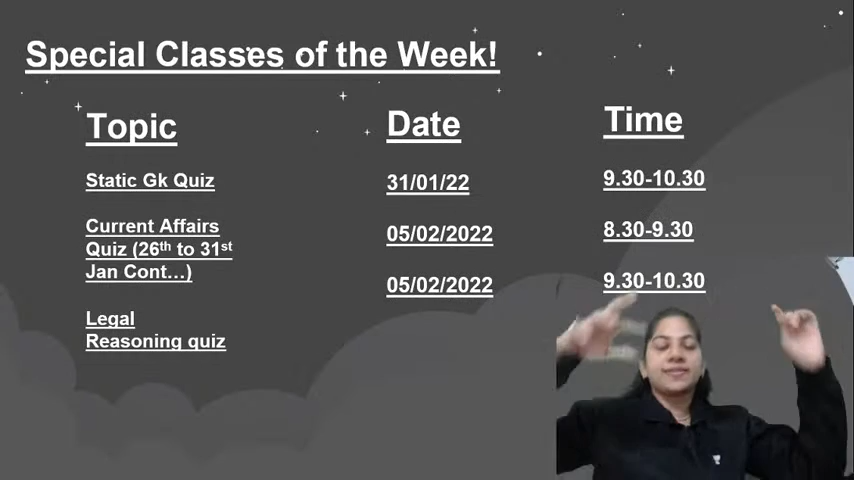 Special Classes of the Week!
Topic
Date
Time
Static Gk Quiz
31/01/22
9.30-10.30
Current Affairs
Quiz (26th to 31st
Jan Cont...)
05/02/2022
8.30-9.30
Legal
Reasoning quiz
05/02/2022
9.30-10.30